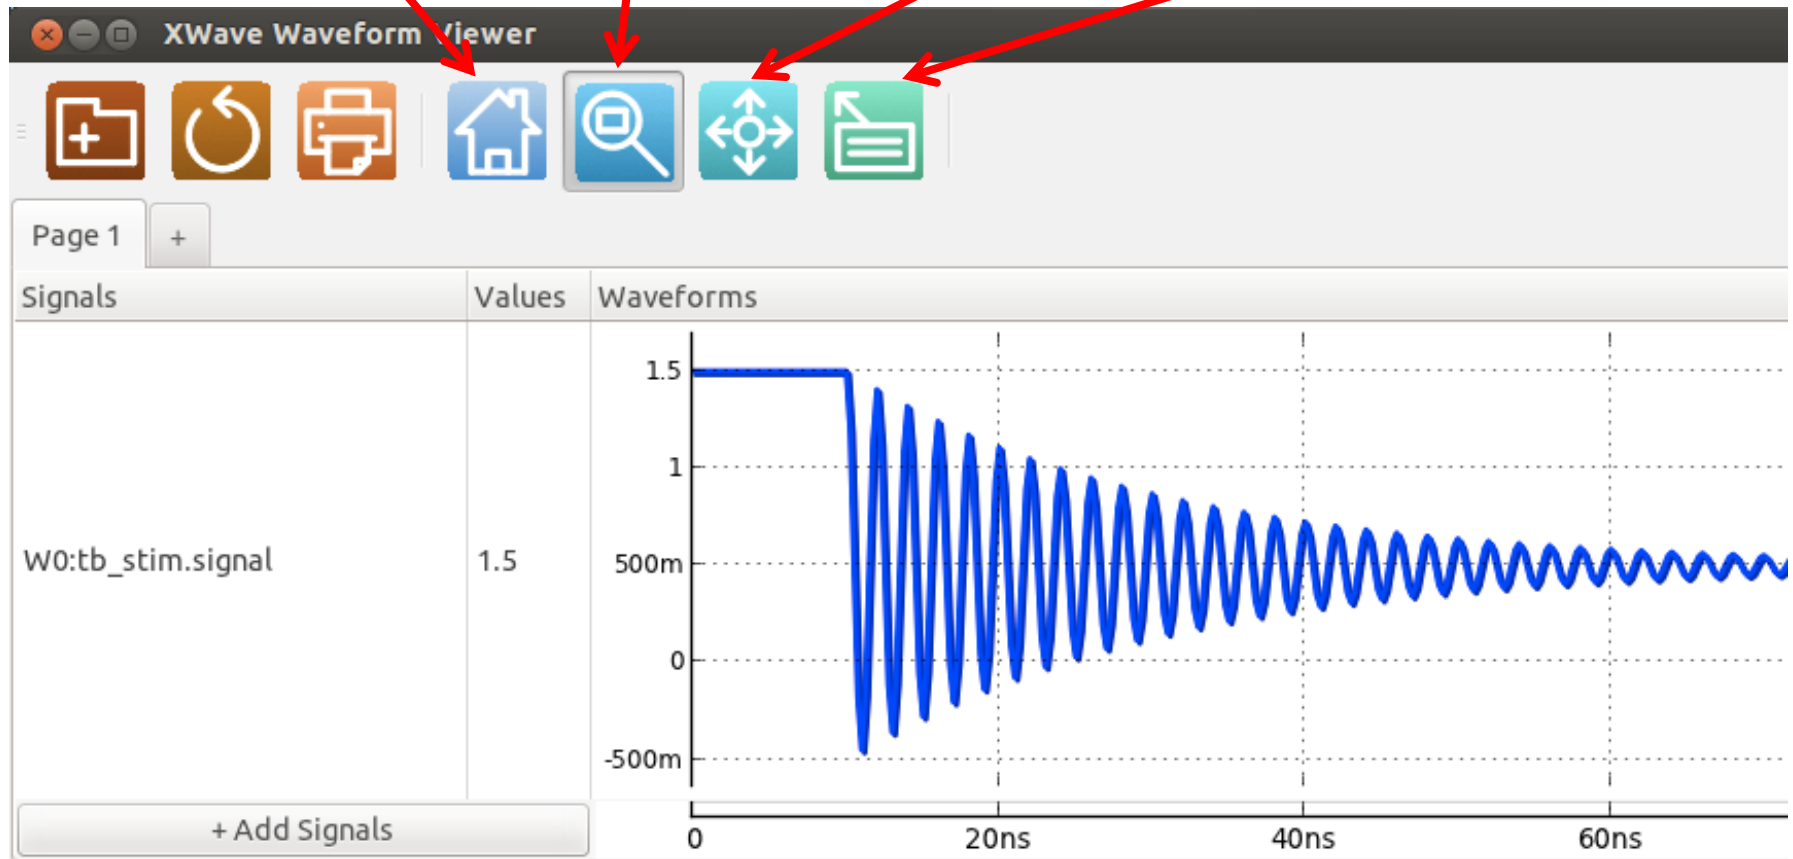 XWave Waveform Viewer
Page 1 +
Signals Values Waveforms
1.5
1
W0:tb_stim.signal 1.5 500m
0
-500m
+ Add Signals
0 20ns 40ns 60ns